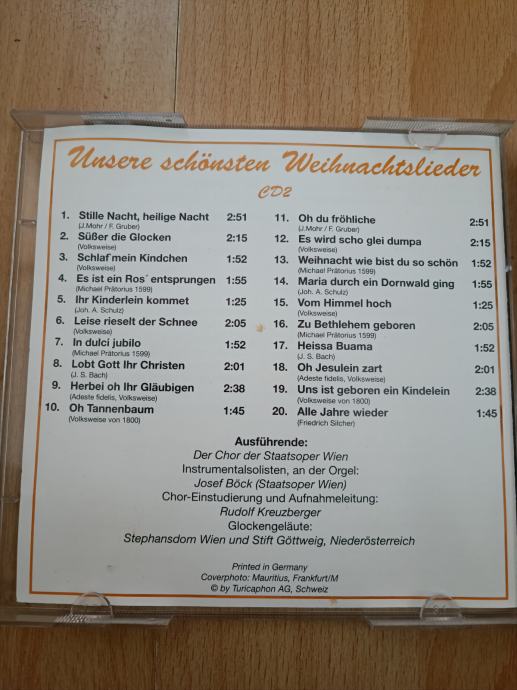 Unsere schönsten Weihnachtslieder
CD2
1. Stille Nacht, heilige Nacht 2:51
(J.Mohr / F. Gruber)
2. Süßer die Glocken 2:15
(Volksweise)
3. Schlaf mein Kindchen 1:52
(Volksweise)
4. Es ist ein Ros´ entsprungen 1:55
(Michael Prätorius 1599)
5. Ihr Kinderlein kommet 1:25
(Joh. A. Schulz)
6. Leise rieselt der Schnee 2:05
(Volksweise)
7. In dulci jubilo 1:52
(Michael Prätorius 1599)
8. Lobt Gott Ihr Christen 2:01
(J. S. Bach)
9. Herbei oh Ihr Gläubigen 2:38
(Adeste fidelis, Volksweise)
10. Oh Tannenbaum 1:45
(Volksweise von 1800)
11. Oh du fröhliche 2:51
(J.Mohr / F. Gruber)
12. Es wird scho glei dumpa 2:15
(Volksweise)
13. Weihnacht wie bist du so schön 1:52
(Michael Prätorius 1599)
14. Maria durch ein Dornwald ging 1:55
(Joh. A. Schulz)
15. Vom Himmel hoch 1:25
(Volksweise)
16. Zu Bethlehem geboren 2:05
(Michael Prätorius 1599)
17. Heissa Buama 1:52
(J. S. Bach)
18. Oh Jesulein zart 2:01
(Adeste fidelis, Volksweise)
19. Uns ist geboren ein Kindelein 2:38
(Volksweise von 1800)
20. Alle Jahre wieder 1:45
(Friedrich Silcher)
Ausführende:
Der Chor der Staatsoper Wien
Instrumentalsolisten, an der Orgel:
Josef Böck (Staatsoper Wien)
Chor-Einstudierung und Aufnahmeleitung:
Rudolf Kreuzberger
Glockengeläute:
Stephansdom Wien und Stift Göttweig, Niederösterreich
Printed in Germany
Coverphoto: Mauritius, Frankfurt/M
© by Turicaphon AG, Schweiz